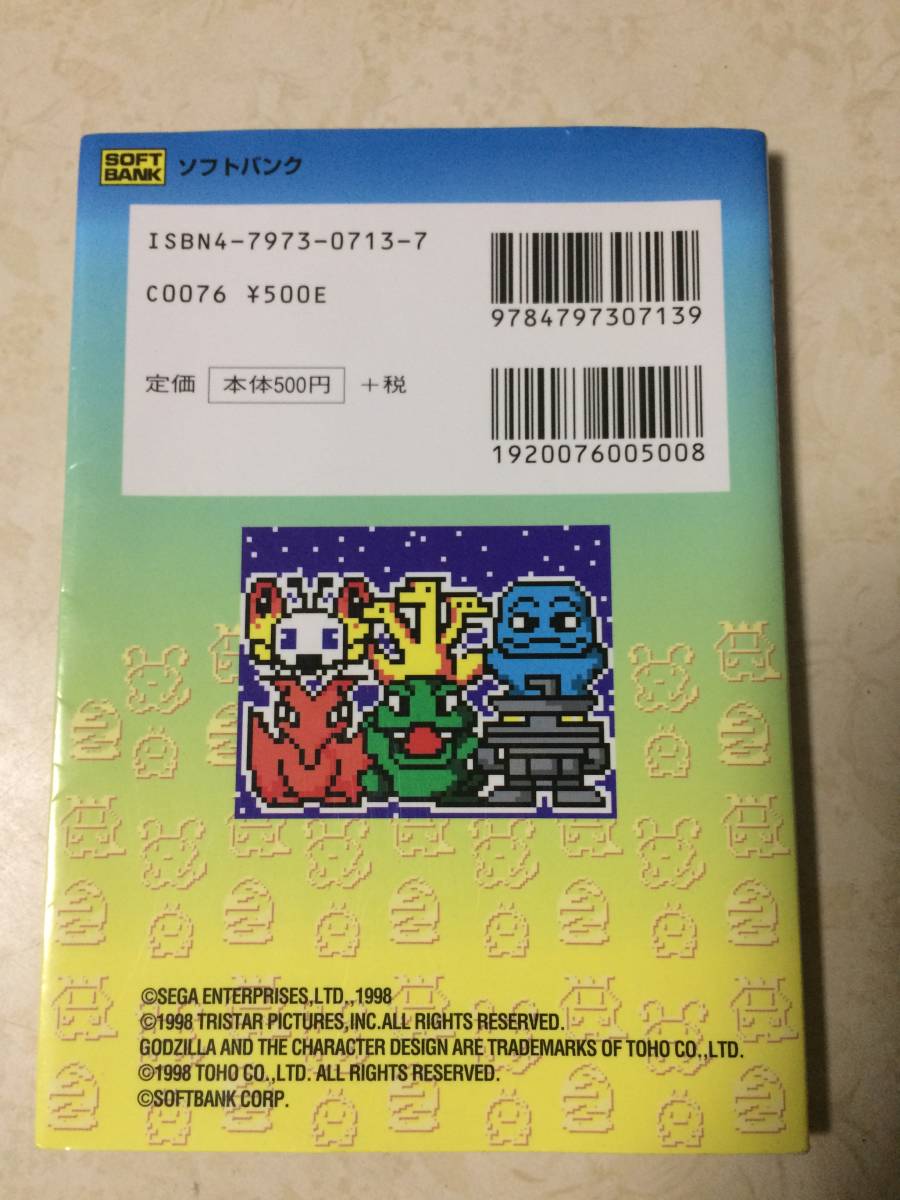 SOFT
BANK
ソフトバンク
ISBN4-7973-0713-7
C0076 ¥500E
9784797307139
定価 本体500円 +税
1920076005008
©SEGA ENTERPRISES,LTD.,1998
©1998 TRISTAR PICTURES,INC.ALL RIGHTS RESERVED.
GODZILLA AND THE CHARACTER DESIGN ARE TRADEMARKS OF TOHO CO.,LTD.
©1998 TOHO CO.,LTD. ALL RIGHTS RESERVED.
©SOFTBANK CORP.